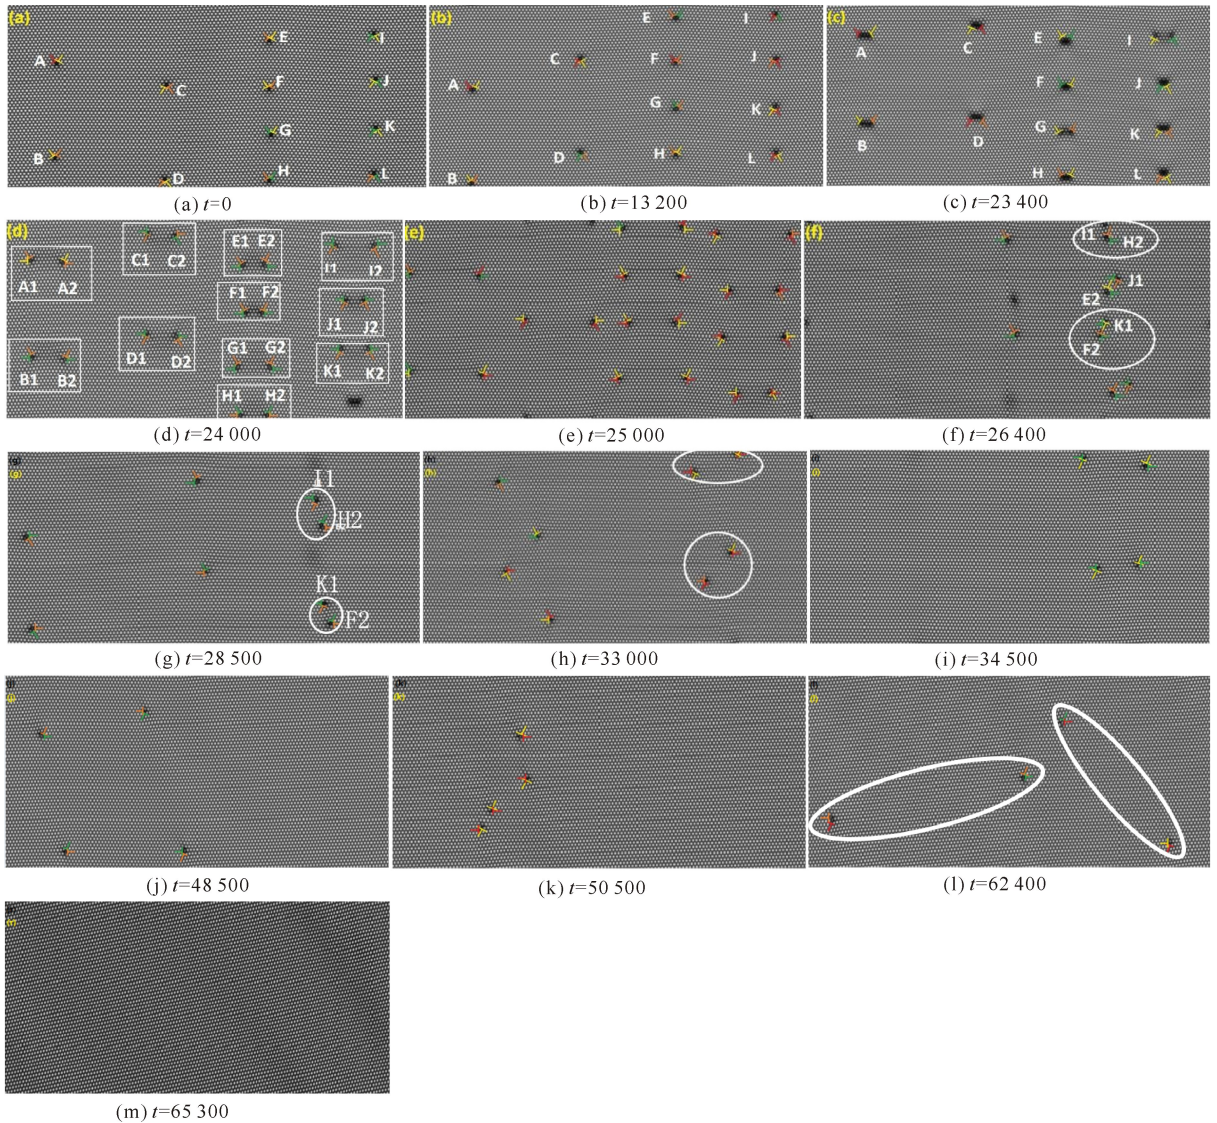 (a)
E
I
A
C
F
J
G
K
B
D
H
L
(a) t=0
(b)
E
I
C
F
J
A
G
K
D
H
L
B
(b) t=13 200
(c)
A
C
E
I
F
J
B
D
G
K
H
L
(c) t=23 400
(d)
C1 C2
E1 E2
I1 I2
A1 A2
F1 F2
J1 J2
D1 D2
G1 G2
K1 K2
B1 B2
H1 H2
(d) t=24 000
(e)
(e) t=25 000
(f)
I1
H2
J1
E2
K1
F2
(f) t=26 400
(g)
(g)
I1
H2
K1
F2
(g) t=28 500
(h)
(h)
(h) t=33 000
(i) t=34 500
(j) t=48 500
(k)
(k)
(k) t=50 500
(l) t=62 400
(m) t=65 300